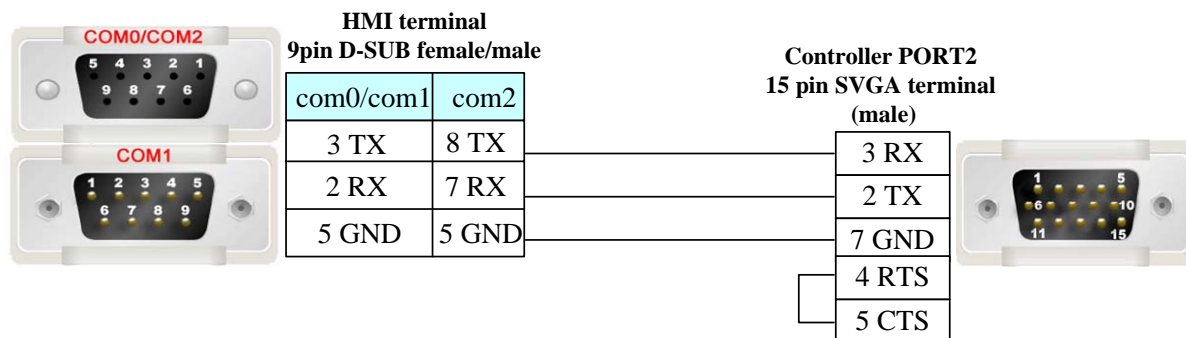 HMI terminal
9pin D-SUB female/male
COM0/COM2
5 4 3 2 1
9 8 7 6
COM1
1 2 3 4 5
6 7 8 9
com0/com1 com2
3 TX 8 TX
2 RX 7 RX
5 GND 5 GND
Controller PORT2
15 pin SVGA terminal
(male)
3 RX
2 TX
7 GND
4 RTS
5 CTS
1 5
6 10
11 15